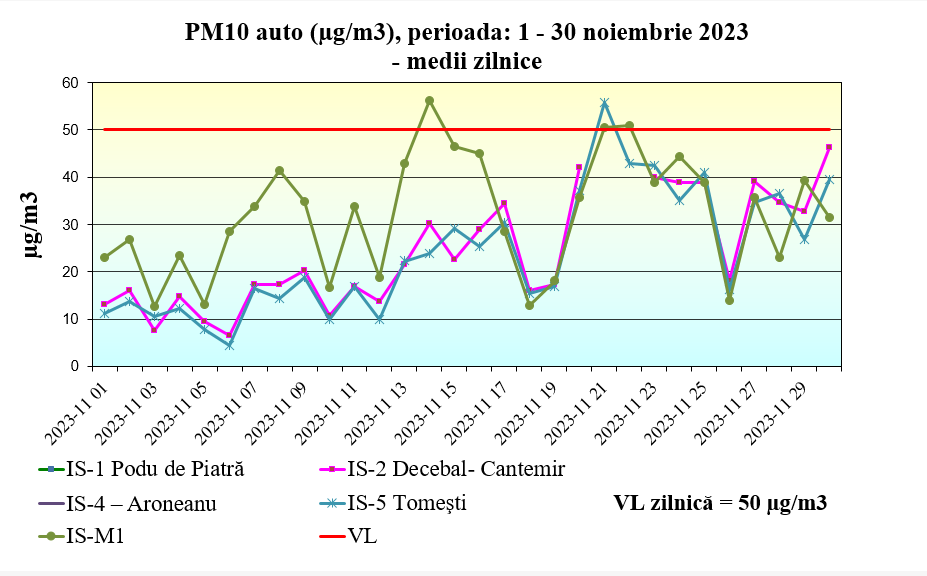 PM10 auto (µg/m3), perioada: 1 - 30 noiembrie 2023
- medii zilnice
µg/m3
60
50
40
30
20
10
0
2023-11 01
2023-11 03
2023-11 05
2023-11 07
2023-11 09
2023-11 11
2023-11 13
2023-11 15
2023-11 17
2023-11 19
2023-11 21
2023-11 23
2023-11 25
2023-11 27
2023-11 29
IS-1 Podu de Piatră
IS-2 Decebal- Cantemir
IS-4 – Aroneanu
IS-5 Tomeşti
VL zilnică = 50 µg/m3
IS-M1
VL